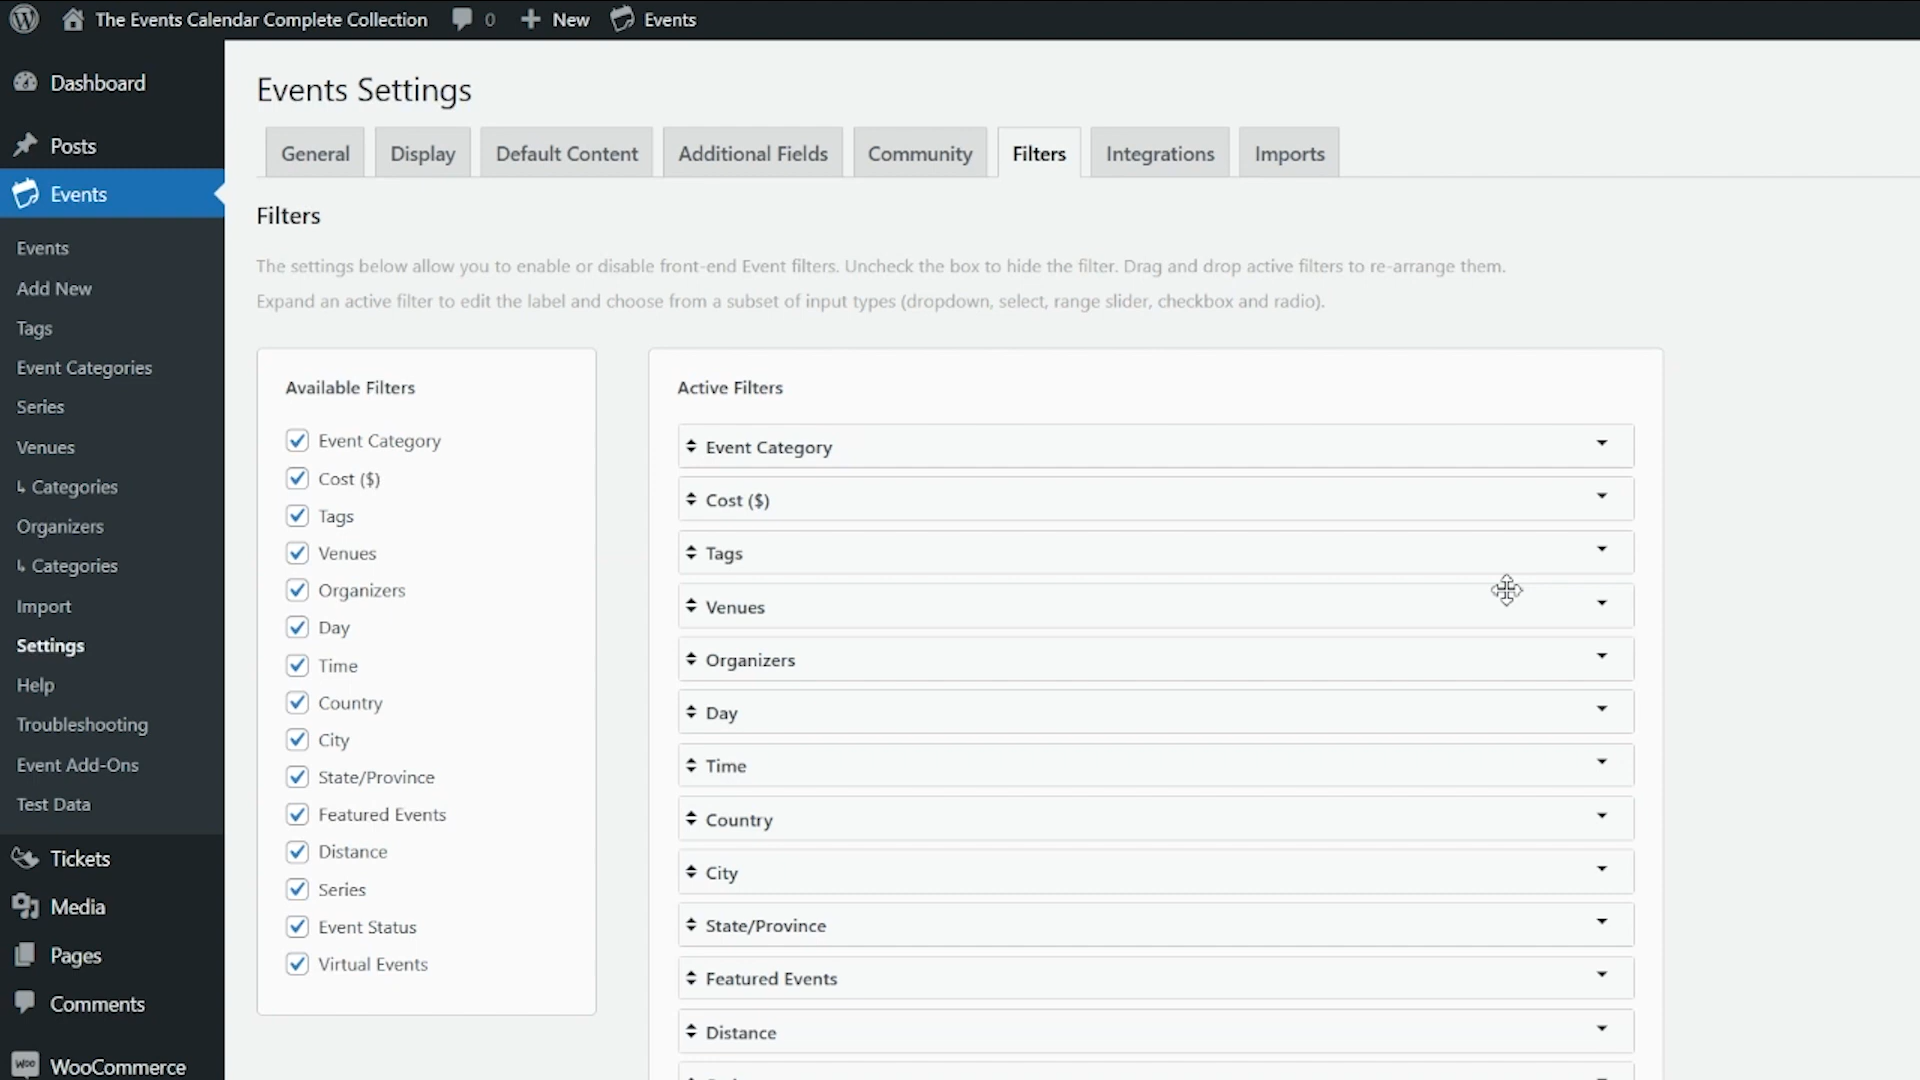 The Events Calendar Complete Collection 0 New Events
Dashboard
Posts
Events
Events
Add New
Tags
Event Categories
Series
Venues
↳ Categories
Organizers
↳ Categories
Import
Settings
Help
Troubleshooting
Event Add-Ons
Test Data
Tickets
Media
Pages
Comments
WooCommerce
Events Settings
General Display Default Content Additional Fields Community Filters Integrations Imports
Filters
The settings below allow you to enable or disable front-end Event filters. Uncheck the box to hide the filter. Drag and drop active filters to re-arrange them.
Expand an active filter to edit the label and choose from a subset of input types (dropdown, select, range slider, checkbox and radio).
Available Filters
Event Category
Cost ($)
Tags
Venues
Organizers
Day
Time
Country
City
State/Province
Featured Events
Distance
Series
Event Status
Virtual Events
Active Filters
Event Category
Cost ($)
Tags
Venues
Organizers
Day
Time
Country
City
State/Province
Featured Events
Distance